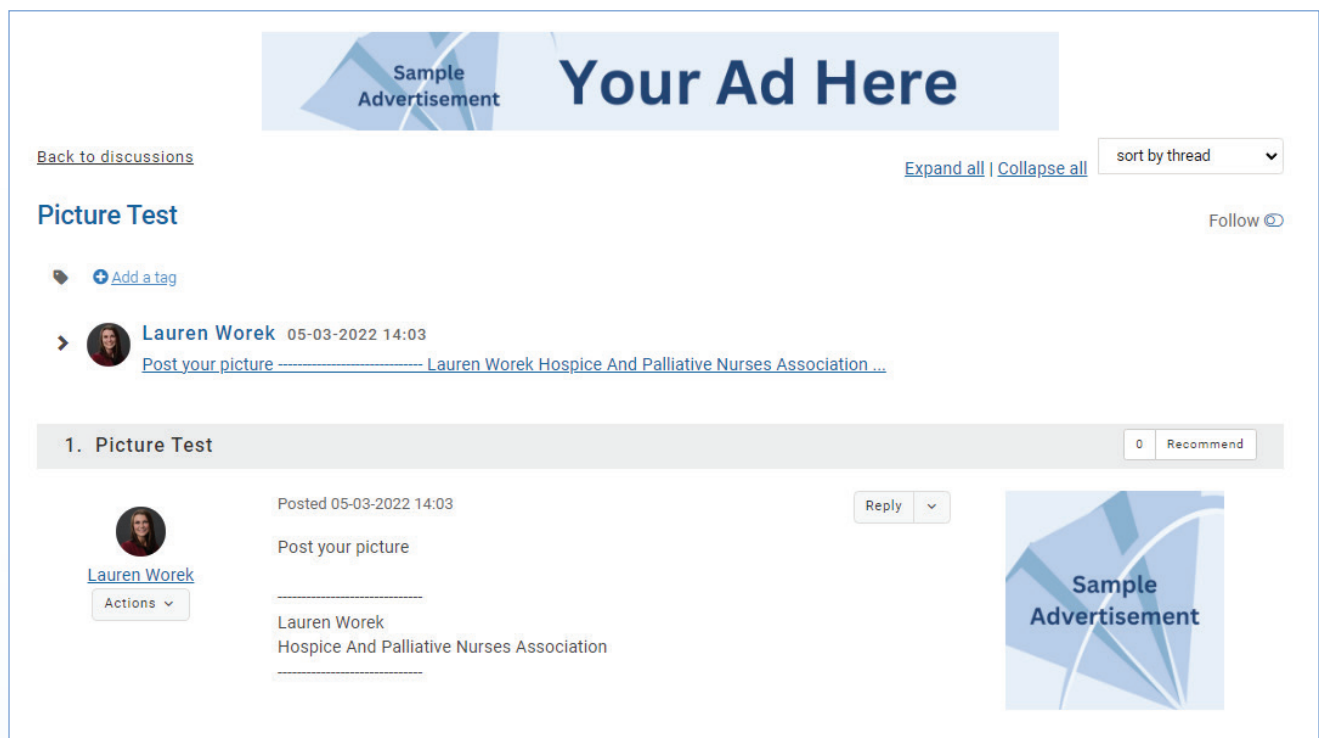 Sample
Advertisement
Your Ad Here
Back to discussions
Expand all | Collapse all
sort by thread
Picture Test
Follow
Add a tag
Lauren Worek 05-03-2022 14:03
Post your picture ------------------------------ Lauren Worek Hospice And Palliative Nurses Association ...
1. Picture Test
0 Recommend
Posted 05-03-2022 14:03
Reply
Post your picture
Lauren Worek
Actions
------------------------------
Lauren Worek
Hospice And Palliative Nurses Association
------------------------------
Sample
Advertisement